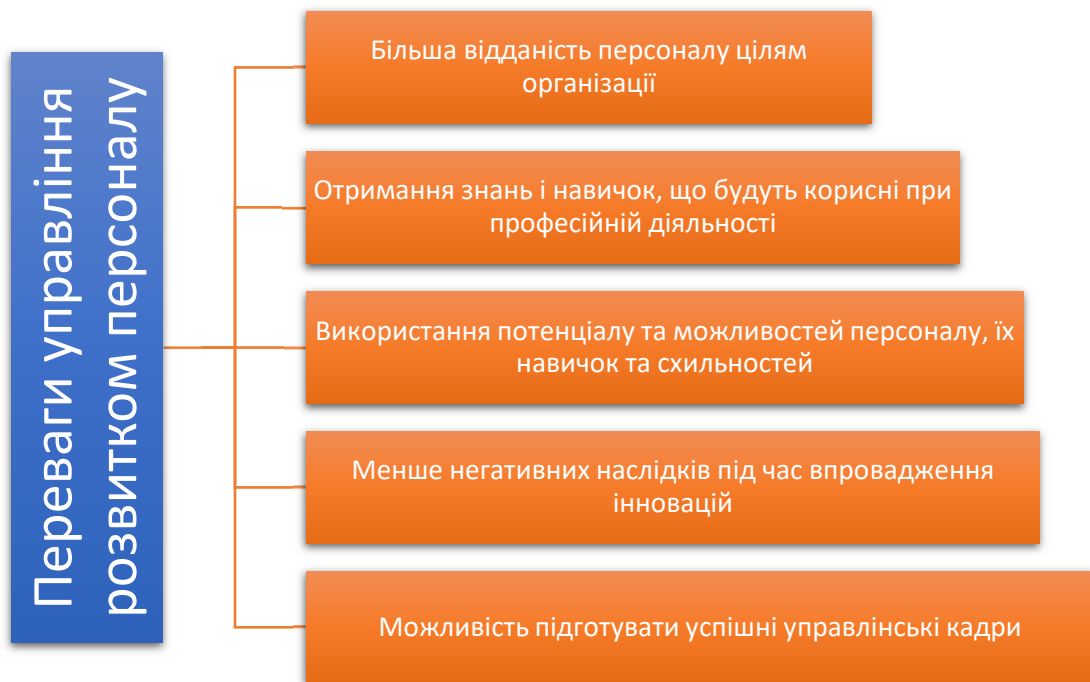 Переваги управління
розвитком персоналу
Більша відданість персоналу цілям
організації
Отримання знань і навичок, що будуть корисні при
професійній діяльності
Використання потенціалу та можливостей персоналу, їх
навичок та схильностей
Менше негативних наслідків під час впровадження
інновацій
Можливість підготувати успішні управлінські кадри